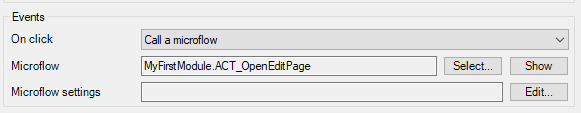 Events
On click Call a microflow
Microflow MyFirstModule.ACT_OpenEditPage Select... Show
Microflow settings Edit...